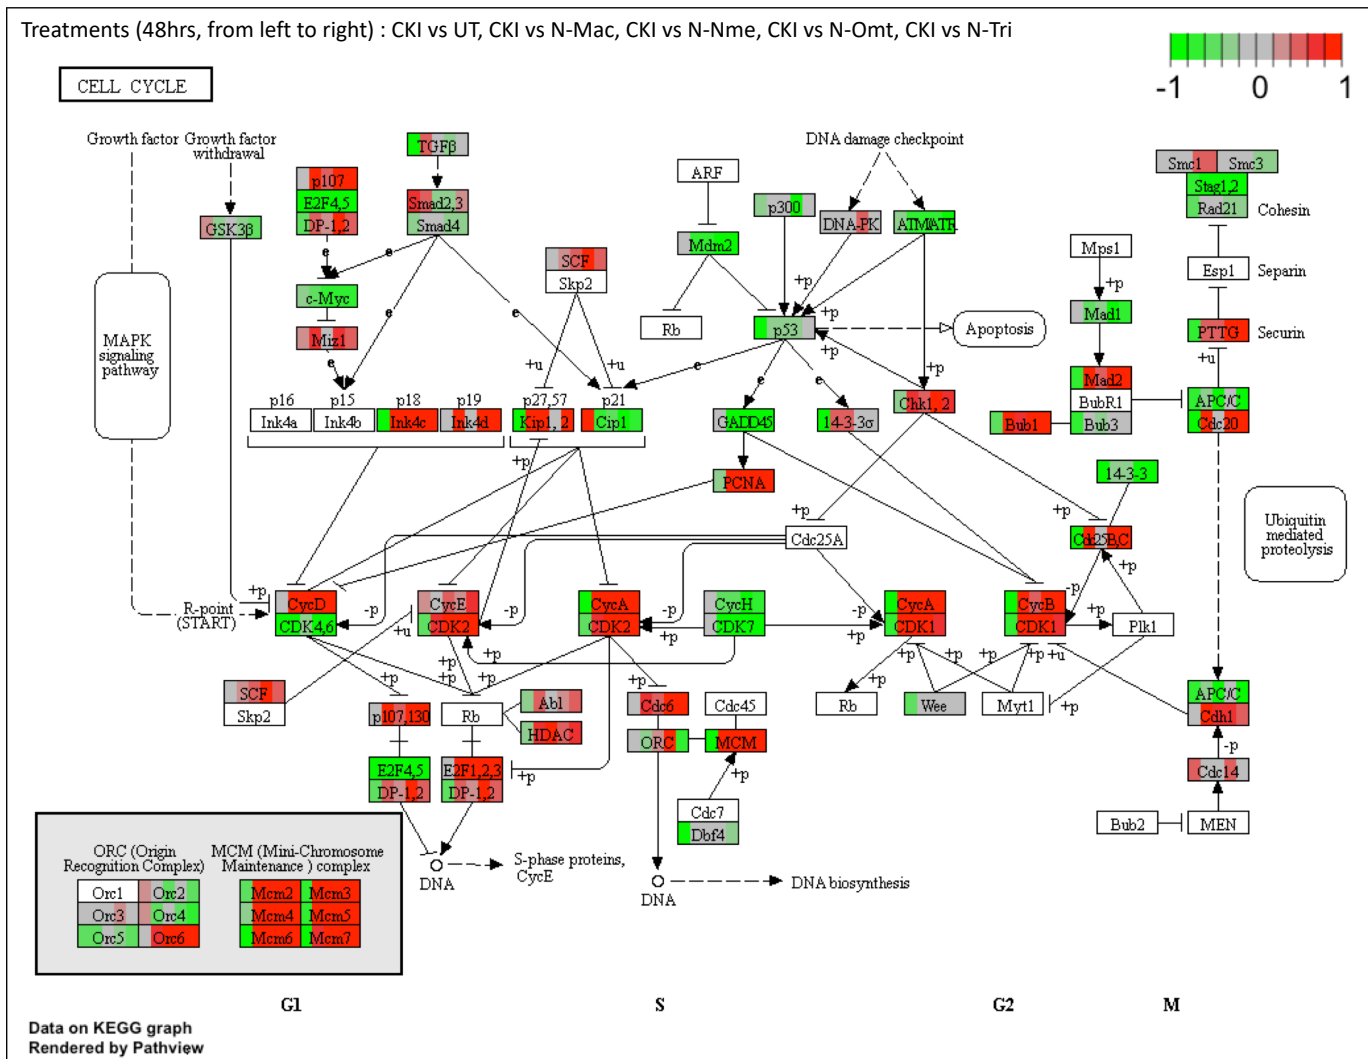 Treatments (48hrs, from left to right) : CKI vs UT, CKI vs N-Mac, CKI vs N-Nme, CKI vs N-Omt, CKI vs N-Tri
-1 0 1
CELL CYCLE
Growth factor
Growth factor
withdrawal
TGFβ
DNA damage checkpoint
ARF
Smc1
Smc3
Stag1,2
Rad21
Cohesin
p107
E2F4,5
DP-1,2
Smad2,3
Smad4
GSK3β
p300
DNA-PK
ATM/ATR
Mdm2
Mps1
+p
Esp1
Separin
SCF
Skp2
e
e
c-Myc
Miz1
e
e
e
Rb
p53
+p
+p
+p
Apoptosis
Mad1
PTTG
Securin
+u
MAPK
signaling
pathway
+u
+u
e
e
+p
Mad2
BubR1
Bub3
Bub1
APC/C
Cdc20
p16
Ink4a
p15
Ink4b
p18
Ink4c
p19
Ink4d
p27,57
Kip1, 2
p21
Cip1
GADD45
14-3-3σ
Chk1, 2
+p
PCNA
14-3-3
+p
+p
Cdc25A
Cdc25B,C
Ubiquitin
mediated
proteolysis
R-point
(START)
+p
CycD
CDK4,6
-p
+u
CycE
CDK2
-p
CycA
CDK2
-p
+p
CycH
CDK7
-p
+p
CycA
CDK1
CycB
CDK1
-p
+p
+p
Plk1
+p
+p
+p
+p
+p
+p
+p
+p
+u
SCF
Skp2
p107,130
Rb
Abl
HDAC
Cdc6
Cdc45
ORC
MCM
Rb
Wee
Myt1
+p
APC/C
Cdh1
-p
Cdc14
E2F4,5
DP-1,2
E2F1,2,3
DP-1,2
+p
+p
Cdc7
Dbf4
Bub2
MEN
DNA
S-phase proteins,
CycE
DNA
DNA biosynthesis
ORC (Origin
Recognition Complex)
MCM (Mini-Chromosome
Maintenance ) complex
Orc1
Orc2
Mcm2
Mcm3
Orc3
Orc4
Mcm4
Mcm5
Orc5
Orc6
Mcm6
Mcm7
G1
S
G2
M
Data on KEGG graph
Rendered by Pathview